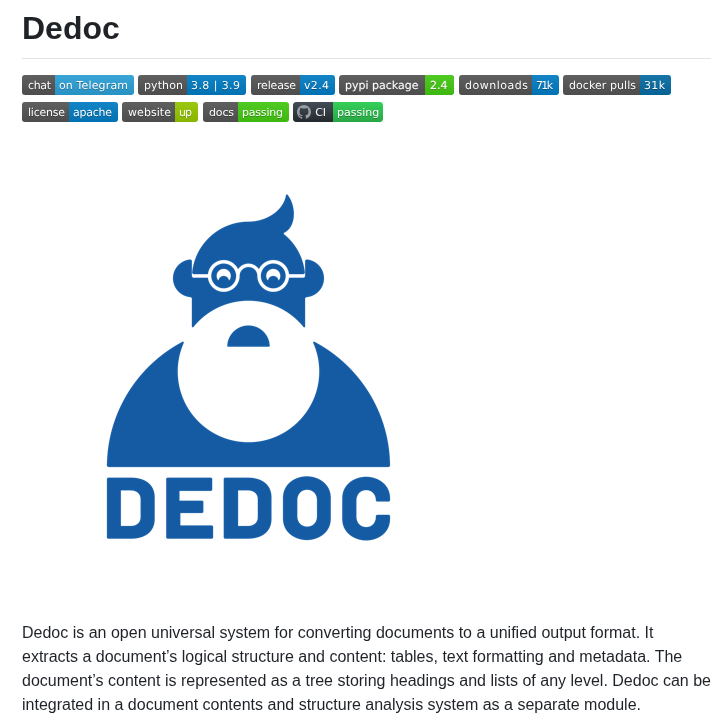 Dedoc
chat on Telegram python 3.8 | 3.9 release v2.4 pypi package 2.4 downloads 71k docker pulls 31k
license apache website up docs passing CI passing
DEDOC
Dedoc is an open universal system for converting documents to a unified output format. It
extracts a document’s logical structure and content: tables, text formatting and metadata. The
document’s content is represented as a tree storing headings and lists of any level. Dedoc can be
integrated in a document contents and structure analysis system as a separate module.